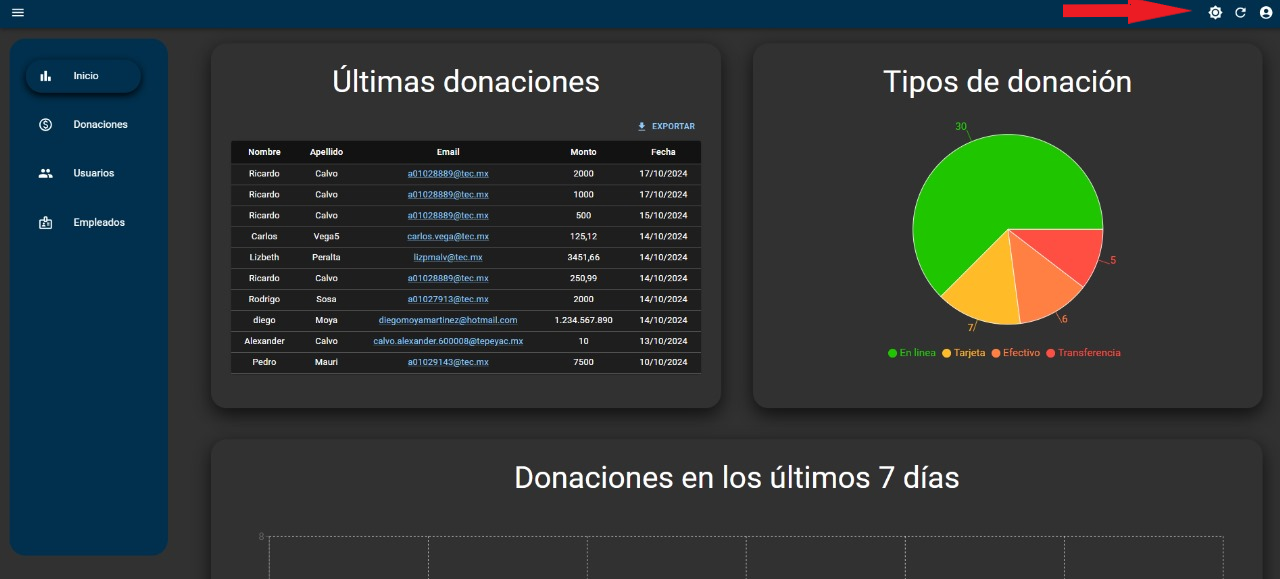 Inicio
Donaciones
Usuarios
Empleados
Últimas donaciones
EXPORTAR
Nombre Apellido Email Monto Fecha
Ricardo Calvo a01028889@tec.mx 2000 17/10/2024
Ricardo Calvo a01028889@tec.mx 1000 17/10/2024
Ricardo Calvo a01028889@tec.mx 500 15/10/2024
Carlos Vega5 carlos.vega@tec.mx 125,12 14/10/2024
Lizbeth Peralta lizpmalv@tec.mx 3451,66 14/10/2024
Ricardo Calvo a01028889@tec.mx 250,99 14/10/2024
Rodrigo Sosa a01027913@tec.mx 2000 14/10/2024
diego Moya diegomoyamartinez@hotmail.com 1.234.567.890 14/10/2024
Alexander Calvo calvo.alexander.600008@tepeyac.mx 10 13/10/2024
Pedro Mauri a01029143@tec.mx 7500 10/10/2024
Tipos de donación
30
5
6
7
En linea Tarjeta Efectivo Transferencia
Donaciones en los últimos 7 días
8